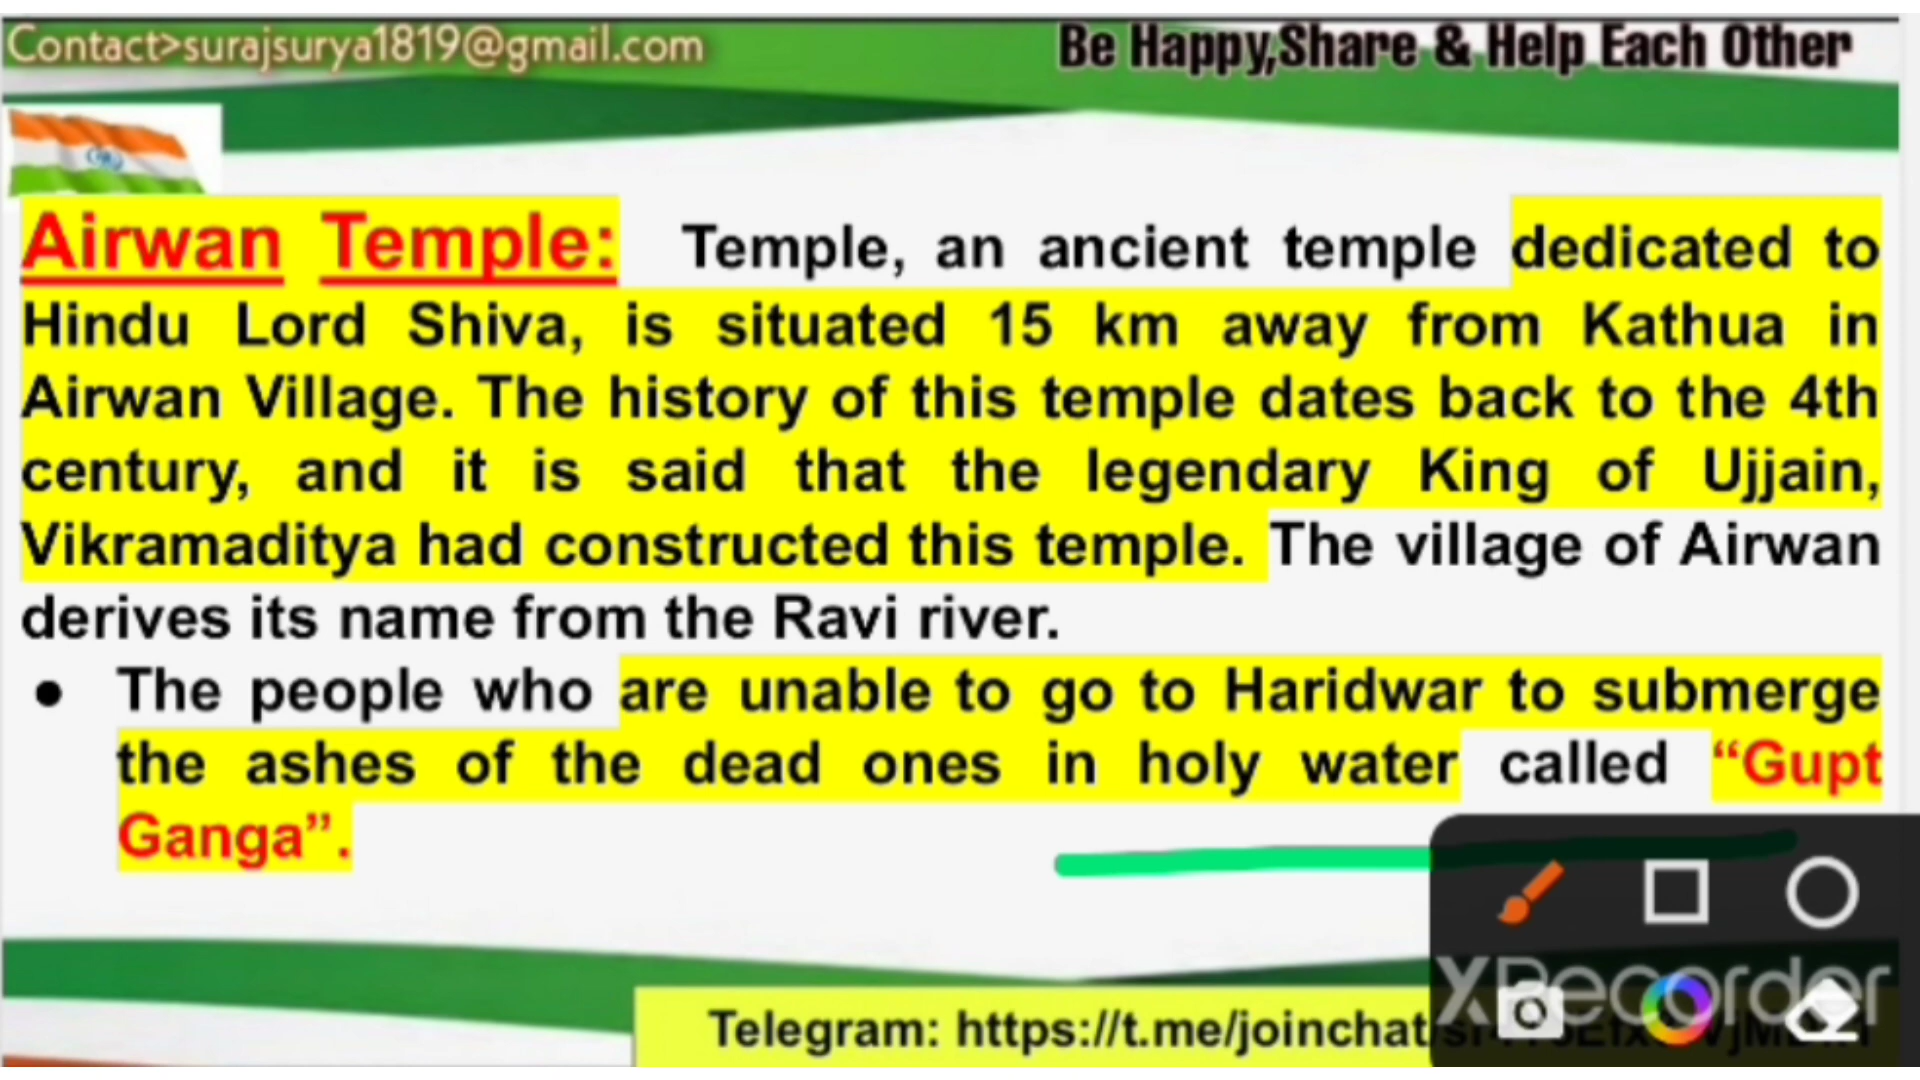 Contact>surajsurya1819@gmail.com
Be Happy,Share & Help Each Other
Airwan Temple: Temple, an ancient temple dedicated to
Hindu Lord Shiva, is situated 15 km away from Kathua in
Airwan Village. The history of this temple dates back to the 4th
century, and it is said that the legendary King of Ujjain,
Vikramaditya had constructed this temple. The village of Airwan
derives its name from the Ravi river.
● The people who are unable to go to Haridwar to submerge
the ashes of the dead ones in holy water called “Gupt
Ganga”.
XRecorder
Telegram: https://t.me/joinchat